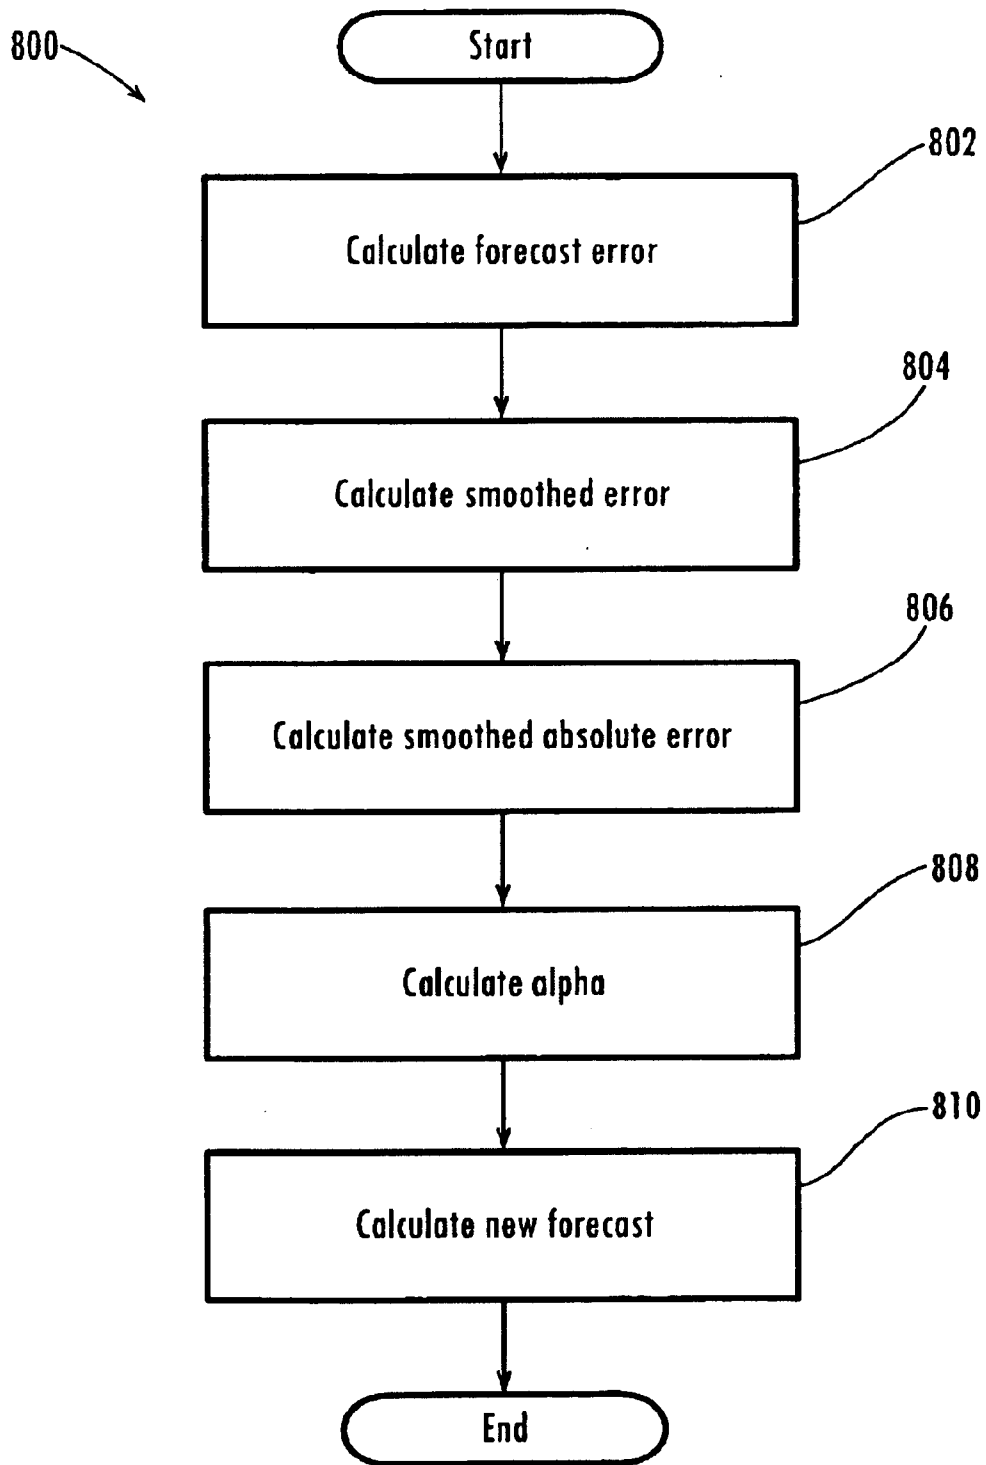 800
Start
802
Calculate forecast error
804
Calculate smoothed error
806
Calculate smoothed absolute error
808
Calculate alpha
810
Calculate new forecast
End